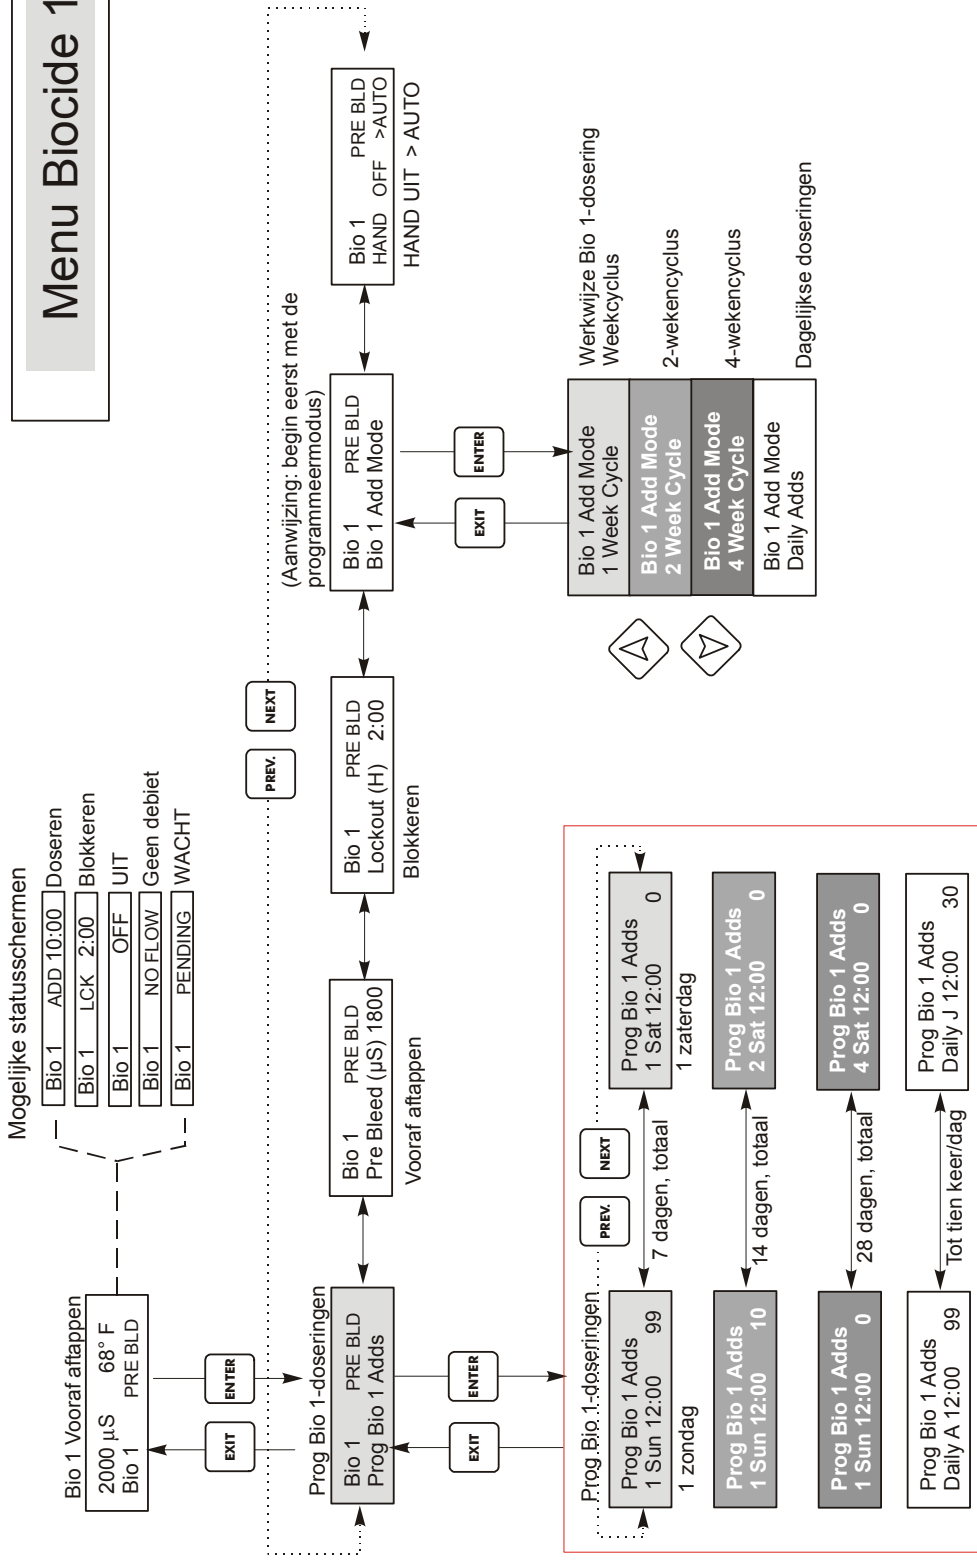 Menu Biocide 1
Mogelijke statusschermen
Bio 1 Vooraf aftappen
2000 µS 68° F
Bio 1 PRE BLD
Bio 1 ADD 10:00 Doseren
Bio 1 LCK 2:00 Blokkeren
Bio 1 OFF UIT
Bio 1 NO FLOW Geen debiet
Bio 1 PENDING WACHT
EXIT
ENTER
PREV.
NEXT
(Aanwijzing: begin eerst met de
programmeermodus)
Prog Bio 1-doseringen
Bio 1 PRE BLD
Prog Bio 1 Adds
Bio 1 PRE BLD
Pre Bleed (µS) 1800
Vooraf aftappen
Bio 1 PRE BLD
Lockout (H) 2:00
Blokkeren
Bio 1 PRE BLD
Bio 1 Add Mode
Bio 1 PRE BLD
HAND OFF >AUTO
HAND UIT > AUTO
EXIT
ENTER
EXIT
ENTER
Bio 1 Add Mode
1 Week Cycle
Werkwijze Bio 1-dosering
Weekcyclus
Bio 1 Add Mode
2 Week Cycle
2-wekencyclus
Bio 1 Add Mode
4 Week Cycle
4-wekencyclus
Bio 1 Add Mode
Daily Adds
Dagelijkse doseringen
Prog Bio 1-doseringen
PREV.
NEXT
Prog Bio 1 Adds
1 Sun 12:00 99
1 zondag
7 dagen, totaal
Prog Bio 1 Adds
1 Sat 12:00 0
1 zaterdag
Prog Bio 1 Adds
1 Sun 12:00 10
14 dagen, totaal
Prog Bio 1 Adds
2 Sat 12:00 0
Prog Bio 1 Adds
1 Sun 12:00 0
28 dagen, totaal
Prog Bio 1 Adds
4 Sat 12:00 0
Prog Bio 1 Adds
Daily A 12:00 99
Tot tien keer/dag
Prog Bio 1 Adds
Daily J 12:00 30